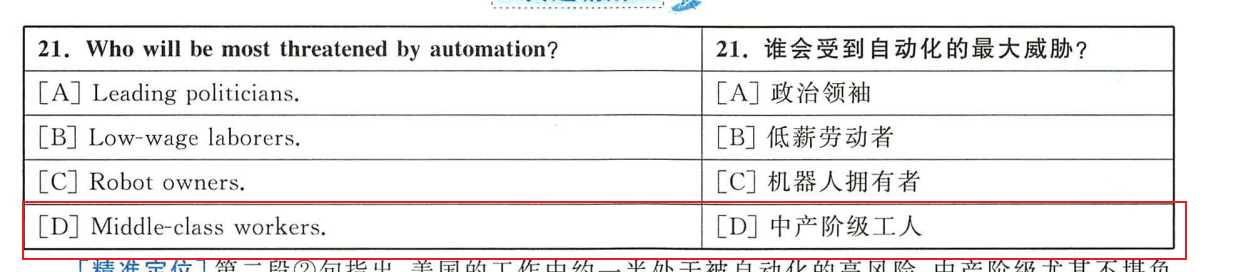 21. Who will be most threatened by automation?
21. 谁会受到自动化的最大威胁?
[A] Leading politicians.
[A] 政治领袖
[B] Low-wage laborers.
[B] 低薪劳动者
[C] Robot owners.
[C] 机器人拥有者
[D] Middle-class workers.
[D] 中产阶级工人
[精准定位] 第二段②句指出,美国的工作中约一半处于被自动化的高风险,中产阶级尤其不堪负